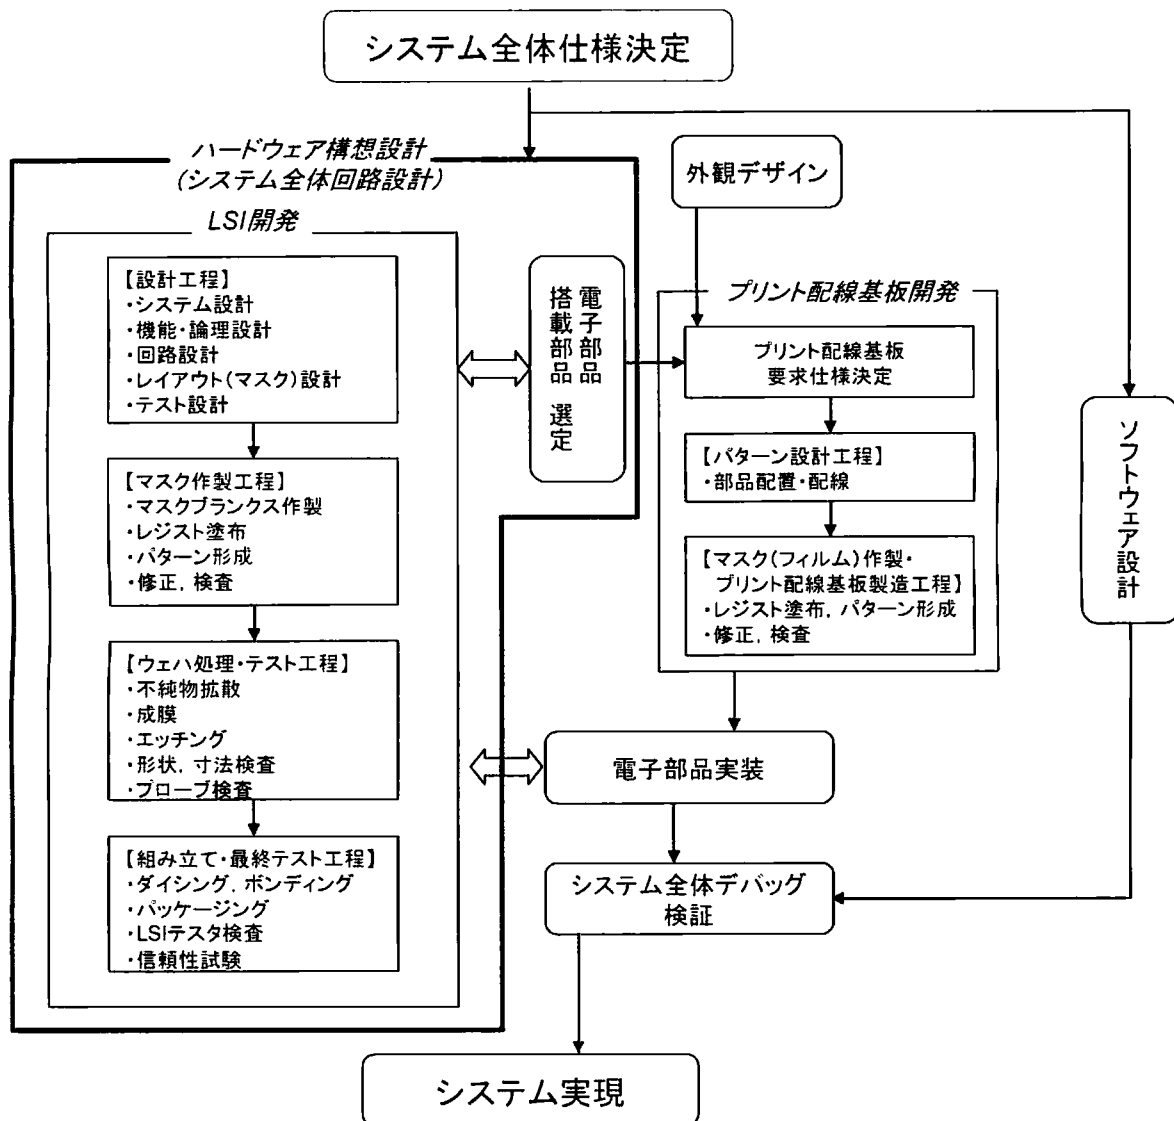 システム全体仕様決定
ハードウェア構想設計
(システム全体回路設計)
LSI開発
【設計工程】
・システム設計
・機能・論理設計
・回路設計
・レイアウト(マスク)設計
・テスト設計
【マスク作製工程】
・マスクブランクス作製
・レジスト塗布
・パターン形成
・修正，検査
【ウェハ処理・テスト工程】
・不純物拡散
・成膜
・エッチング
・形状，寸法検査
・プローブ検査
【組み立て・最終テスト工程】
・ダイシング，ボンディング
・パッケージング
・LSIテスタ検査
・信頼性試験
電子部品
搭載部品 選定
外観デザイン
プリント配線基板開発
プリント配線基板
要求仕様決定
【パターン設計工程】
・部品配置・配線
【マスク(フィルム)作製・
プリント配線基板製造工程】
・レジスト塗布，パターン形成
・修正，検査
ソフトウェア設計
電子部品実装
システム全体デバッグ
検証
システム実現